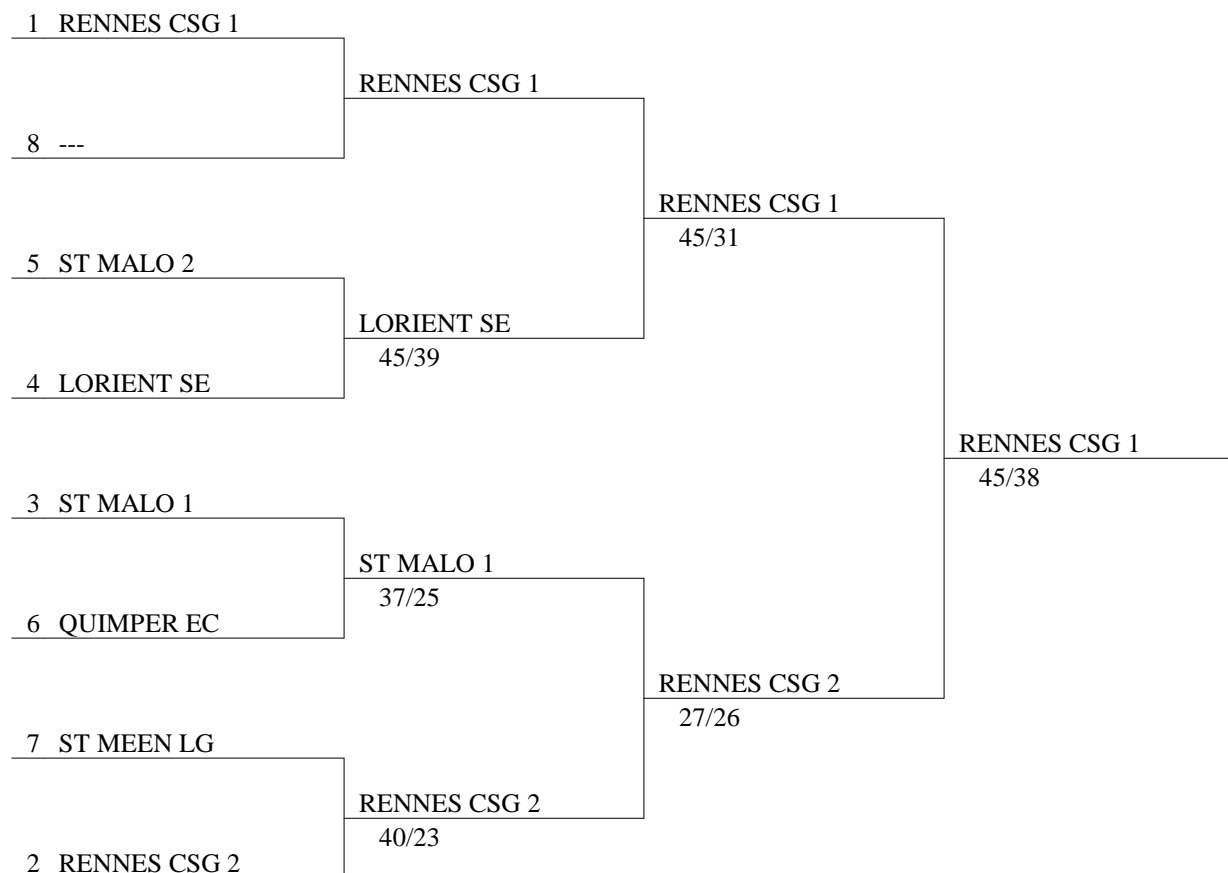 1 RENNES CSG 1
RENNES CSG 1
8 ---
RENNES CSG 1
45/31
5 ST MALO 2
LORIENT SE
45/39
4 LORIENT SE
RENNES CSG 1
45/38
3 ST MALO 1
ST MALO 1
37/25
6 QUIMPER EC
RENNES CSG 2
27/26
7 ST MEEN LG
RENNES CSG 2
40/23
2 RENNES CSG 2